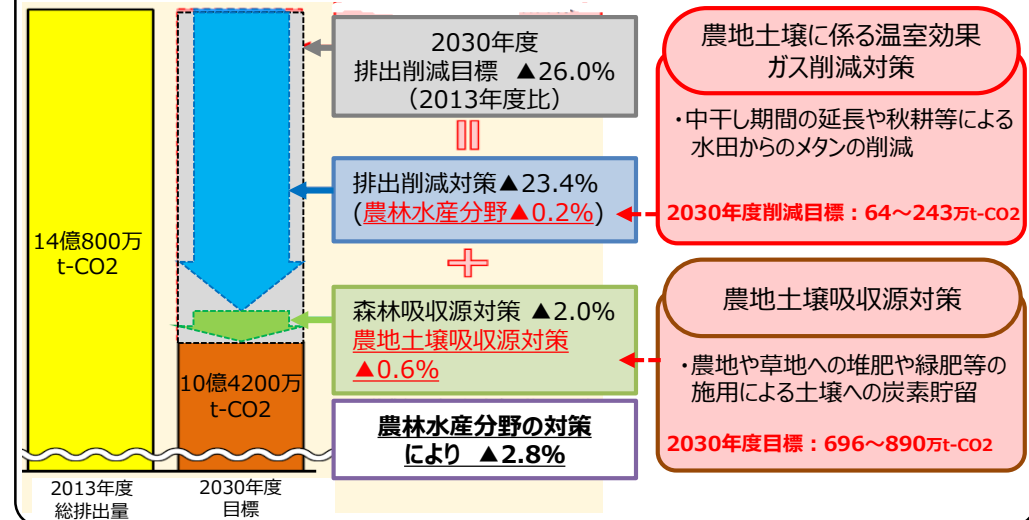 14億800万
t-CO2
2013年度
総排出量
10億4200万
t-CO2
2030年度
目標
2030年度
排出削減目標 ▲26.0%
（2013年度比）
排出削減対策▲23.4%
(農林水産分野▲0.2%)
森林吸収源対策 ▲2.0%
農地土壌吸収源対策
▲0.6%
農林水産分野の対策
により ▲2.8%
農地土壌に係る温室効果
ガス削減対策
・中干し期間の延長や秋耕等による
水田からのメタンの削減
2030年度削減目標：64～243万t-CO2
農地土壌吸収源対策
・農地や草地への堆肥や緑肥等の
施用による土壌への炭素貯留
2030年度目標：696～890万t-CO2